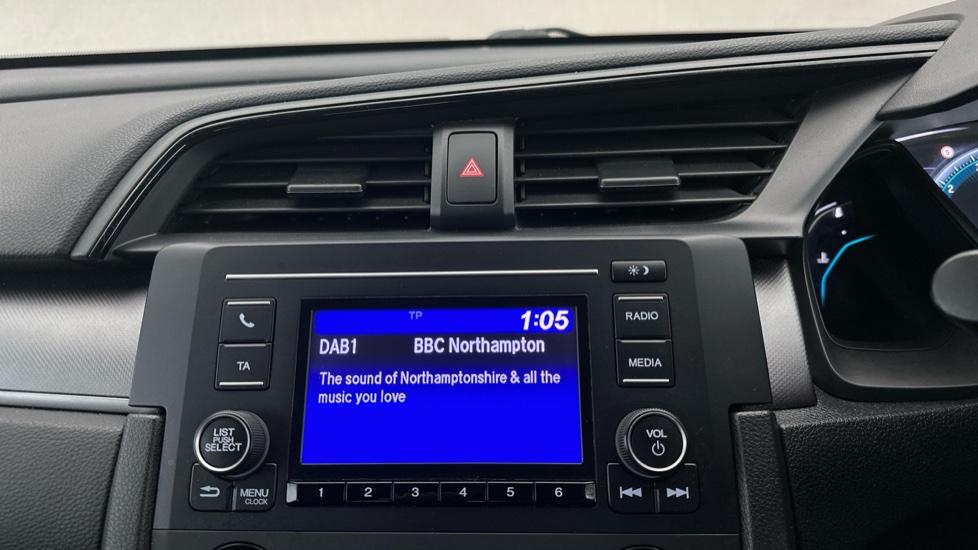 TP
1:05
DAB1 BBC Northampton
The sound of Northamptonshire & all the
music you love
TA
LIST
PUSH
SELECT
MENU
CLOCK
RADIO
MEDIA
VOL
1 2 3 4 5 6
2